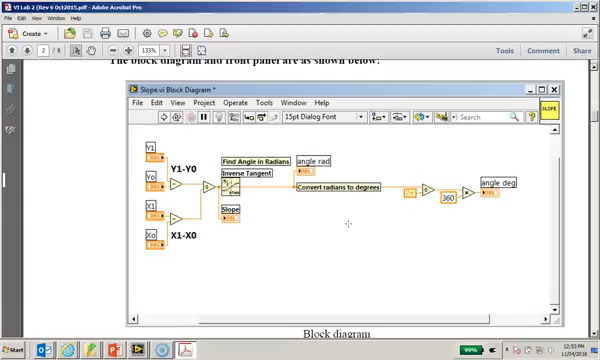 VI Lab 2 (Rev 6 Oct2015).pdf - Adobe Acrobat Pro
File Edit View Window Help
Create
2 / 8 133%
Tools Sign Comment
The block diagram and front panel are as shown below:
Slope.vi Block Diagram *
File Edit View Project Operate Tools Window Help
15pt Dialog Font
SLOPE
Y1
Y1-Y0
Yo
X1
Xo
X1-X0
Find Angle in Radians
Inverse Tangent
Slope
angle rad
Convert radians to degrees
360
angle deg
Block diagram
Start
99%
12:53 PM
11/04/2016